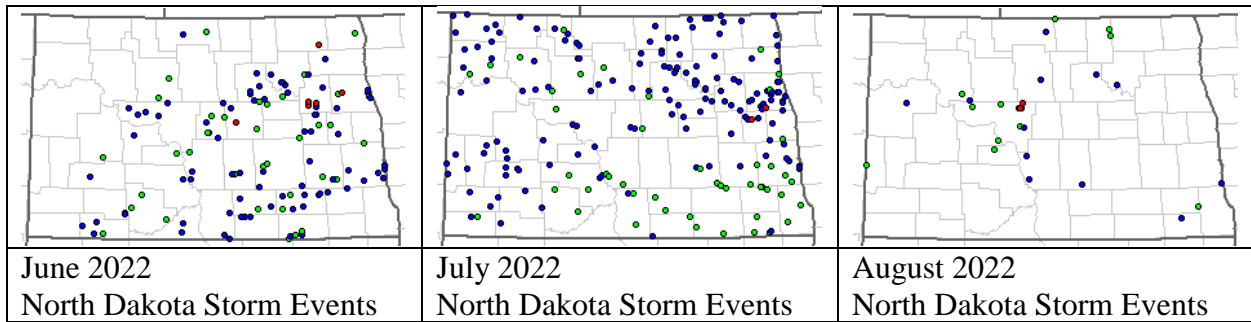 June 2022
North Dakota Storm Events
July 2022
North Dakota Storm Events
August 2022
North Dakota Storm Events